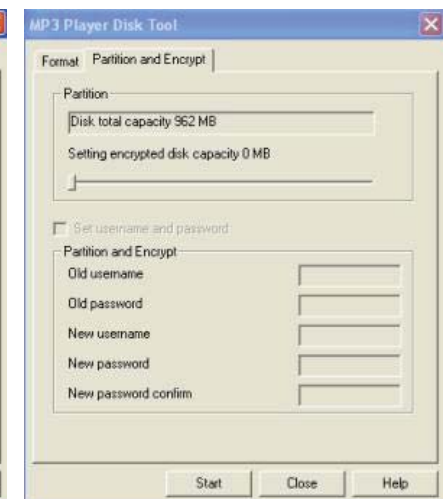 MP3 Player Disk Tool
Format Partition and Encrypt
Partition
Disk total capacity 962 MB
Setting encrypted disk capacity 0 MB
Set username and password
Partition and Encrypt
Old username
Old password
New username
New password
New password confirm
Start Close Help